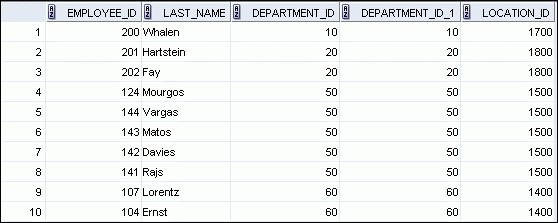 EMPLOYEE_ID LAST_NAME DEPARTMENT_ID DEPARTMENT_ID_1 LOCATION_ID
1 200 Whalen 10 10 1700
2 201 Hartstein 20 20 1800
3 202 Fay 20 20 1800
4 124 Mourgos 50 50 1500
5 144 Vargas 50 50 1500
6 143 Matos 50 50 1500
7 142 Davies 50 50 1500
8 141 Rajs 50 50 1500
9 107 Lorentz 60 60 1400
10 104 Ernst 60 60 1400